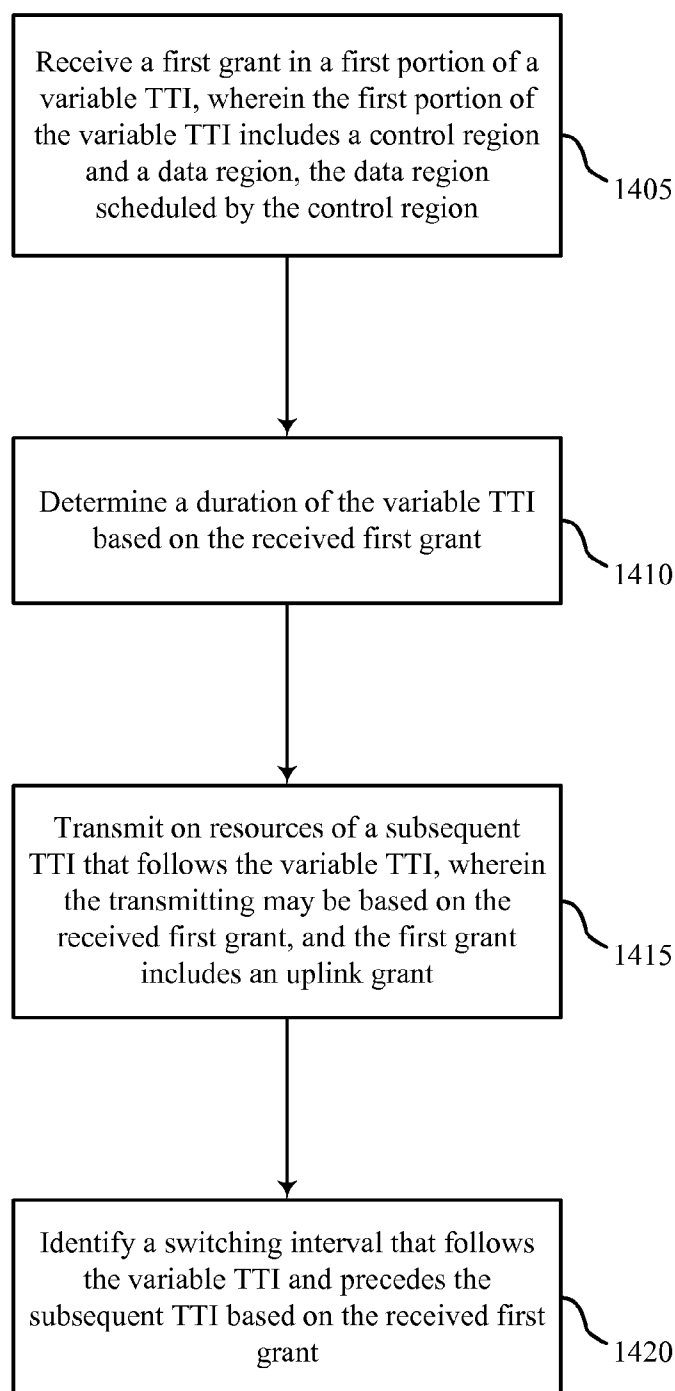 Receive a first grant in a first portion of a
variable TTI, wherein the first portion of
the variable TTI includes a control region
and a data region, the data region
scheduled by the control region
1405
Determine a duration of the variable TTI
based on the received first grant
1410
Transmit on resources of a subsequent
TTI that follows the variable TTI, wherein
the transmitting may be based on the
received first grant, and the first grant
includes an uplink grant
1415
Identify a switching interval that follows
the variable TTI and precedes the
subsequent TTI based on the received first
grant
1420